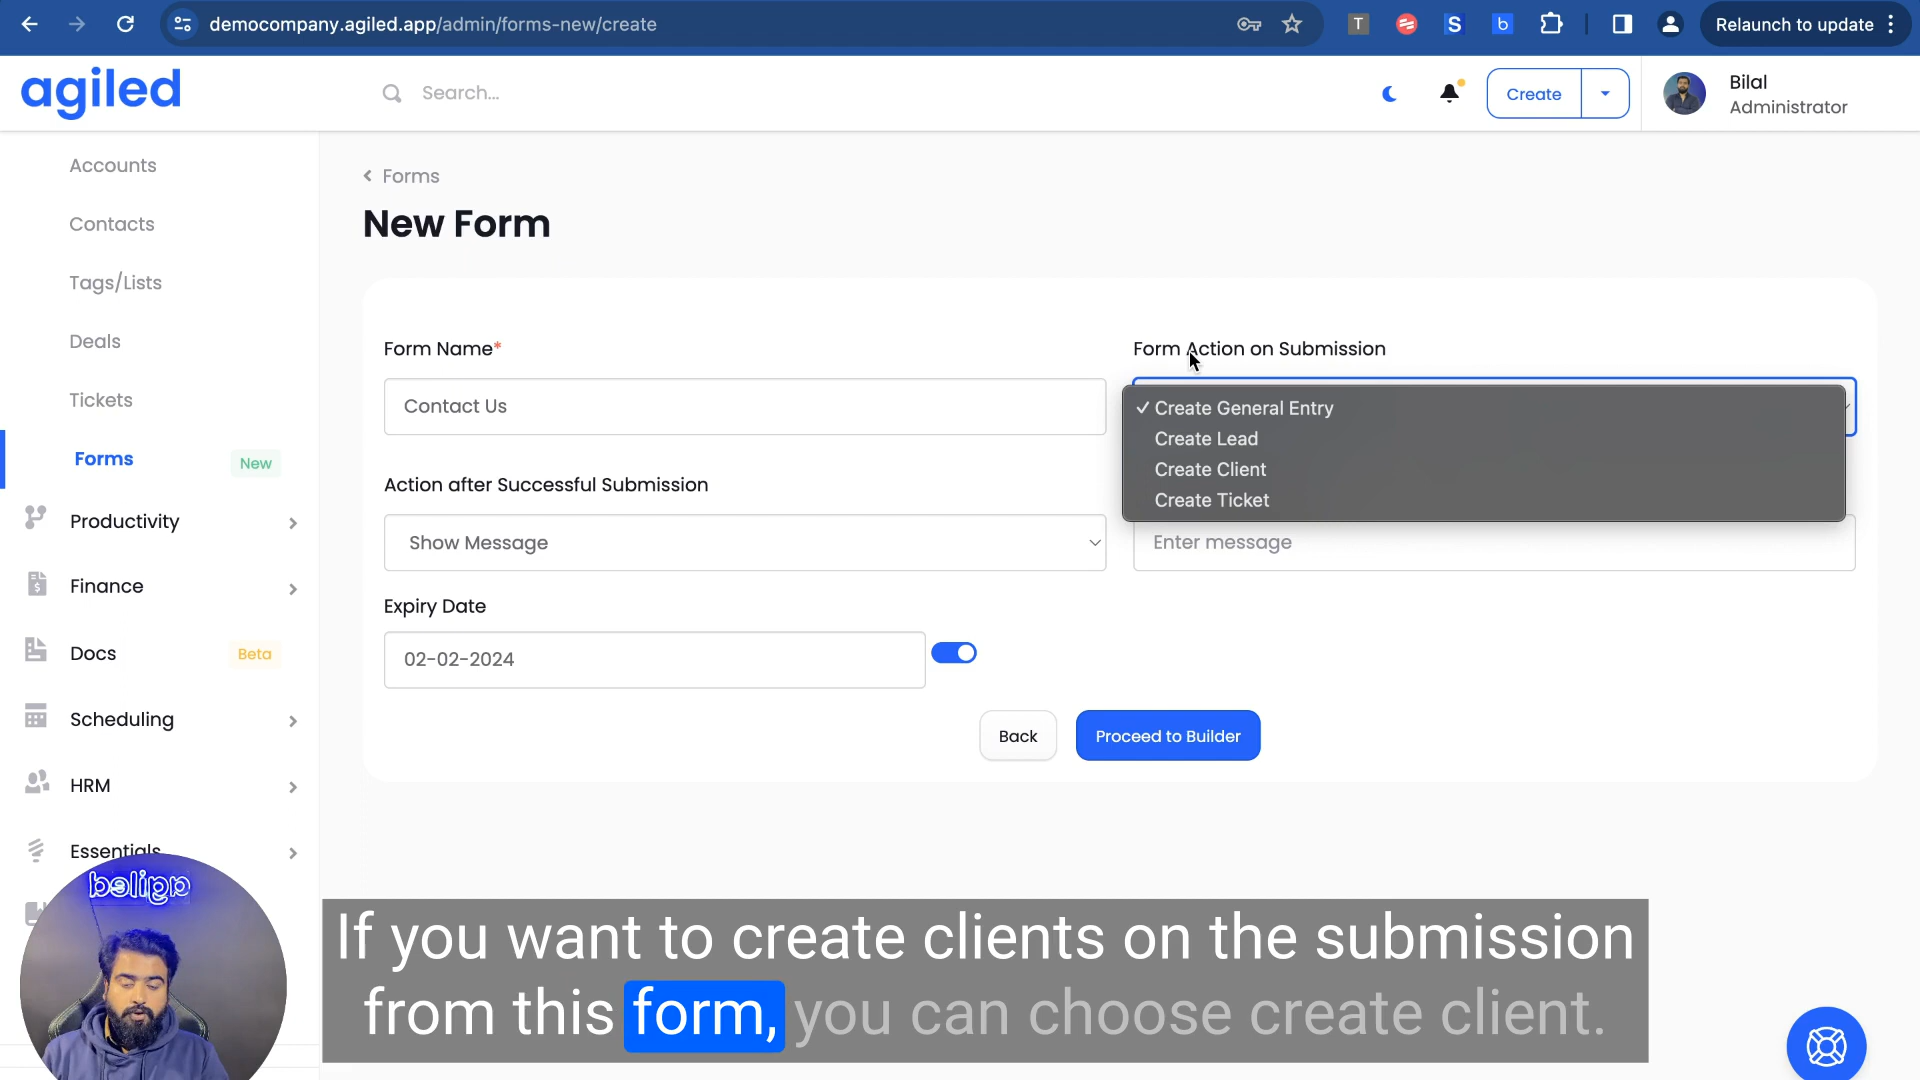 democompany.agiled.app/admin/forms-new/create
T
S
b
Relaunch to update
agiled
Search...
Create
Bilal
Administrator
Accounts
Contacts
Tags/Lists
Deals
Tickets
Forms
New
Productivity
Finance
Docs
Beta
Scheduling
HRM
Essentials
Forms
New Form
Form Name*
Contact Us
Form Action on Submission
✓ Create General Entry
Create Lead
Create Client
Create Ticket
Action after Successful Submission
Show Message
Enter message
Expiry Date
02-02-2024
Back
Proceed to Builder
agiled
If you want to create clients on the submission
from this form, you can choose create client.